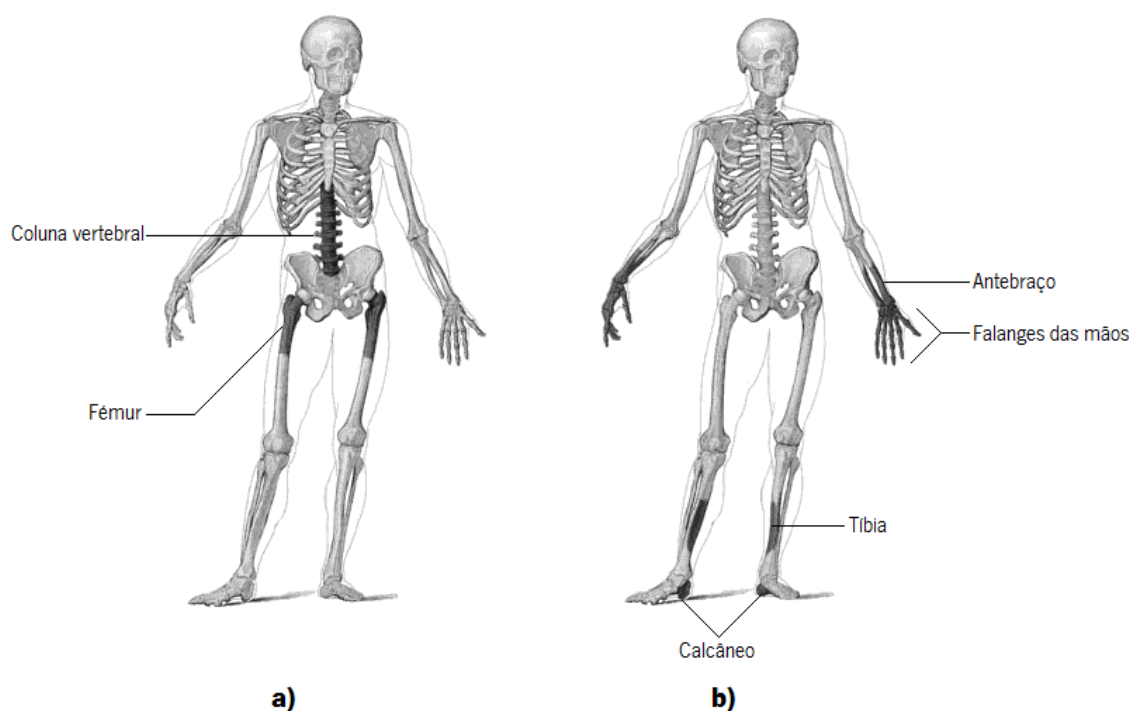 Coluna vertebral
Fémur
a)
Antebraço
Falanges das mãos
Tíbia
Calcâneo
b)